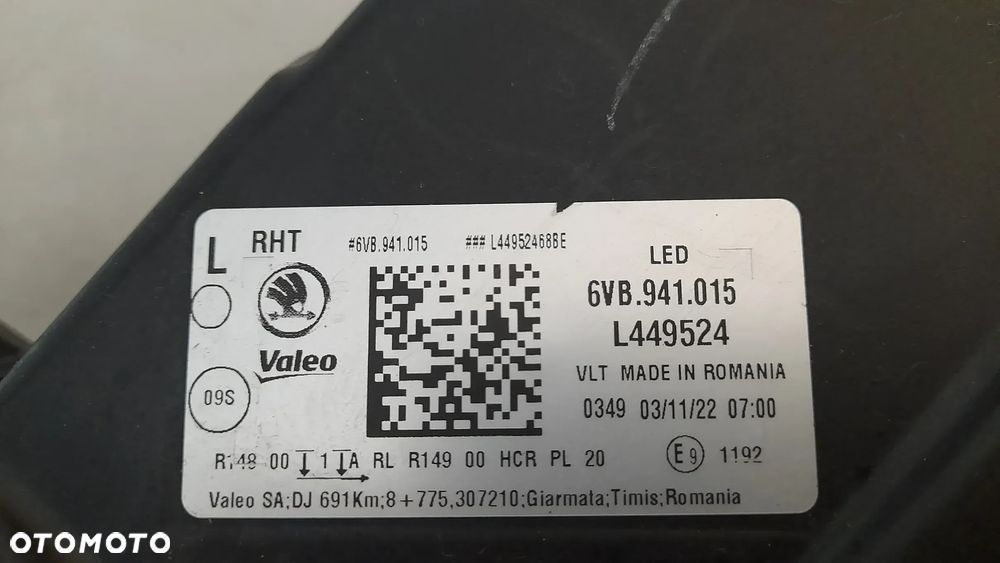 L RHT #6VB.941.015 ### L449524688E
LED
6VB.941.015
L449524
Valeo
VLT MADE IN ROMANIA
09S
0349 03/11/22 07:00
R148 00 1 A RL R149 00 HCR PL 20 E9 1192
Valeo SA;DJ 691Km;8+775,307210;Giarmata;Timis;Romania
OTOMOTO